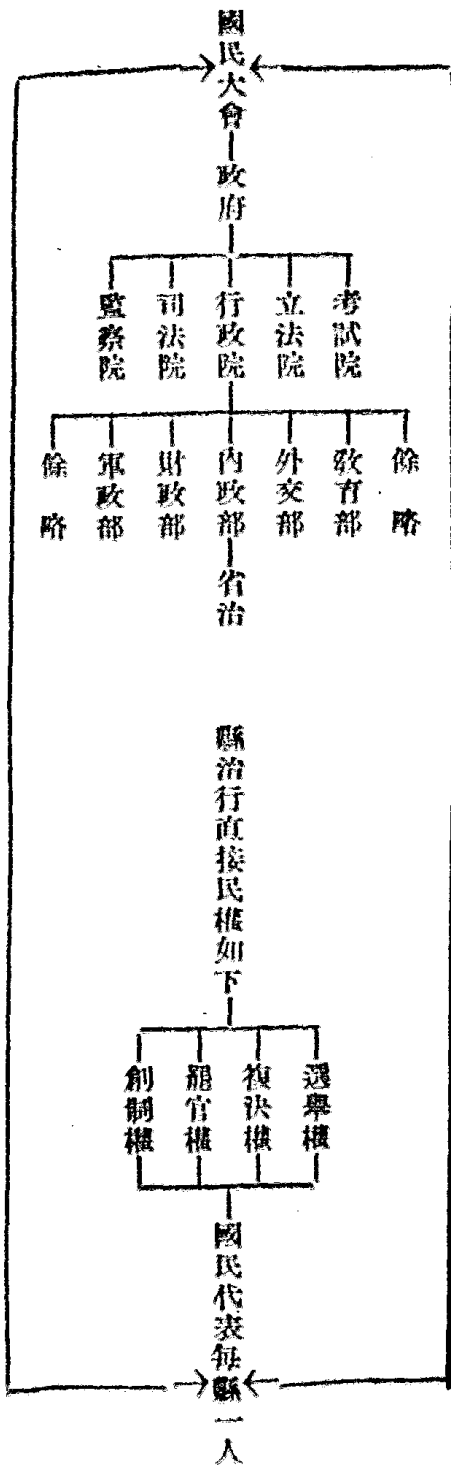 國民大會
政府
考試院
立法院
行政院
司法院
監察院
餘略
教育部
外交部
內政部
財政部
軍政部
餘略
省治
縣治行直接民權如下
選舉權
複決權
罷官權
創制權
國民代表每縣一人